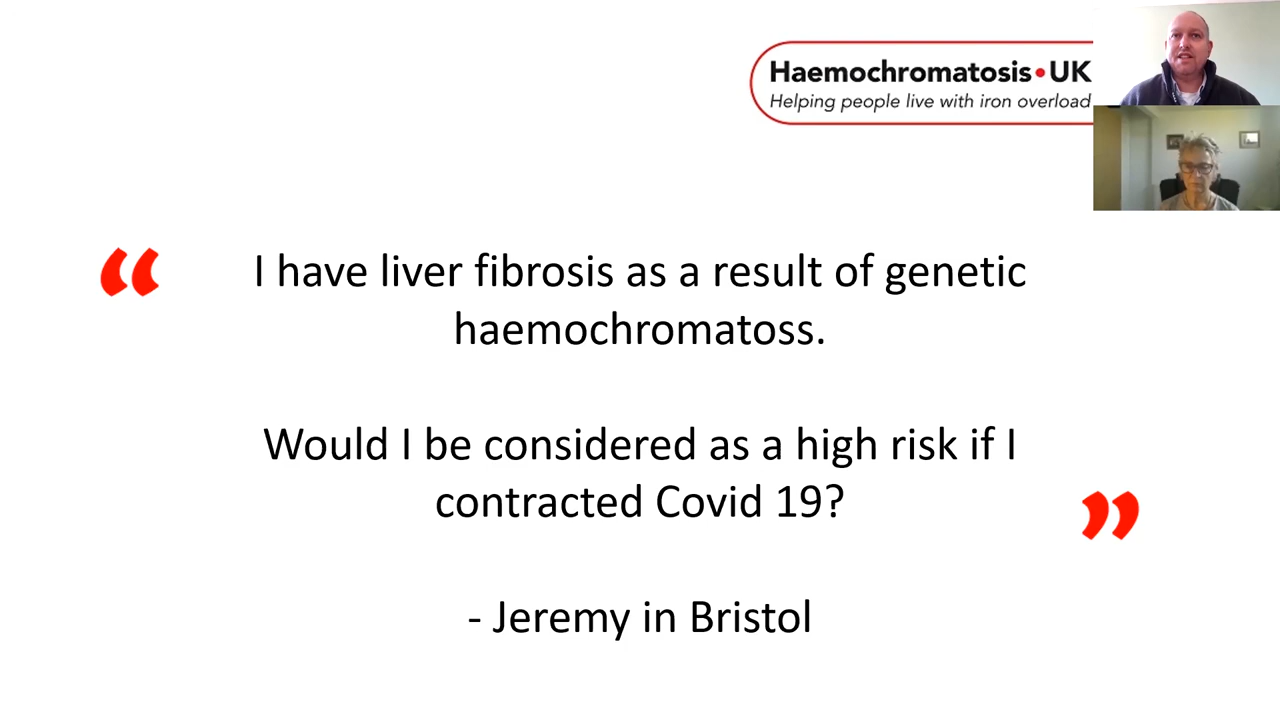 Haemochromatosis•UK
Helping people live with iron overload
“
I have liver fibrosis as a result of genetic
haemochromatoss.
Would I be considered as a high risk if I
contracted Covid 19?
”
- Jeremy in Bristol